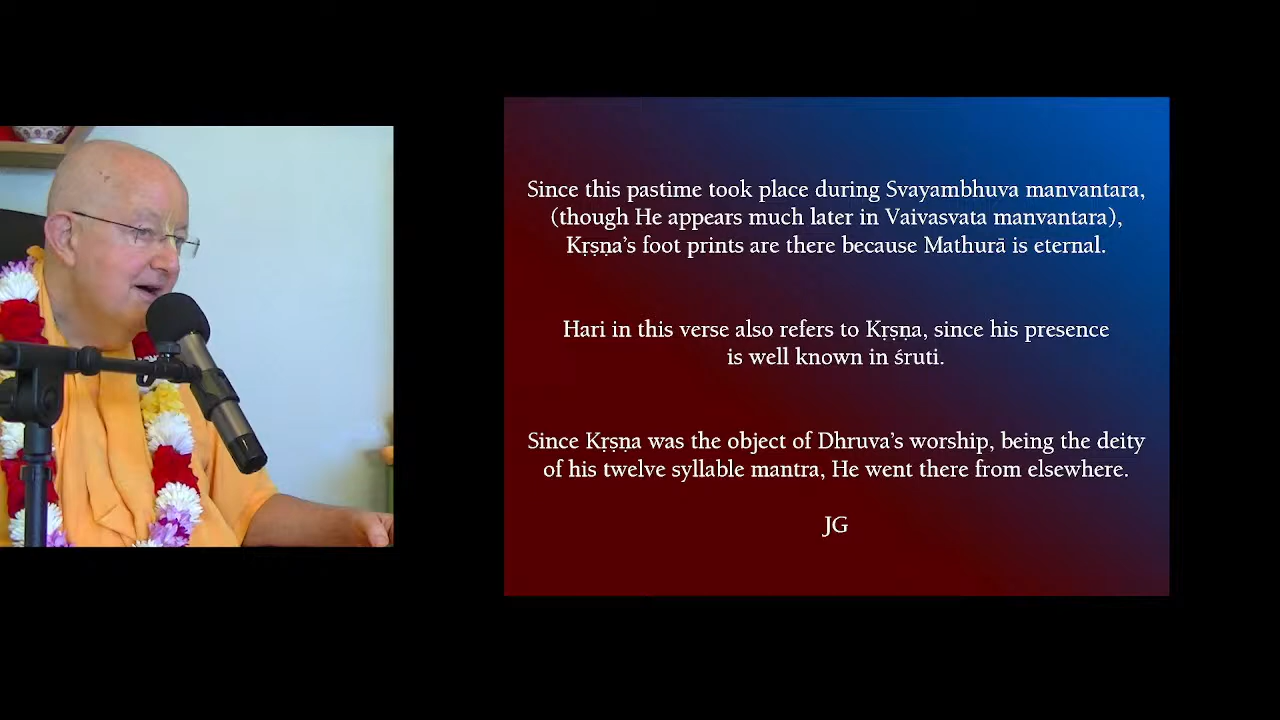 Since this pastime took place during Svayambhuva manvantara,
(though He appears much later in Vaivasvata manvantara),
Kṛṣṇa’s foot prints are there because Mathurā is eternal.
Hari in this verse also refers to Kṛṣṇa, since his presence
is well known in śruti.
Since Kṛṣṇa was the object of Dhruva’s worship, being the deity
of his twelve syllable mantra, He went there from elsewhere.
JG